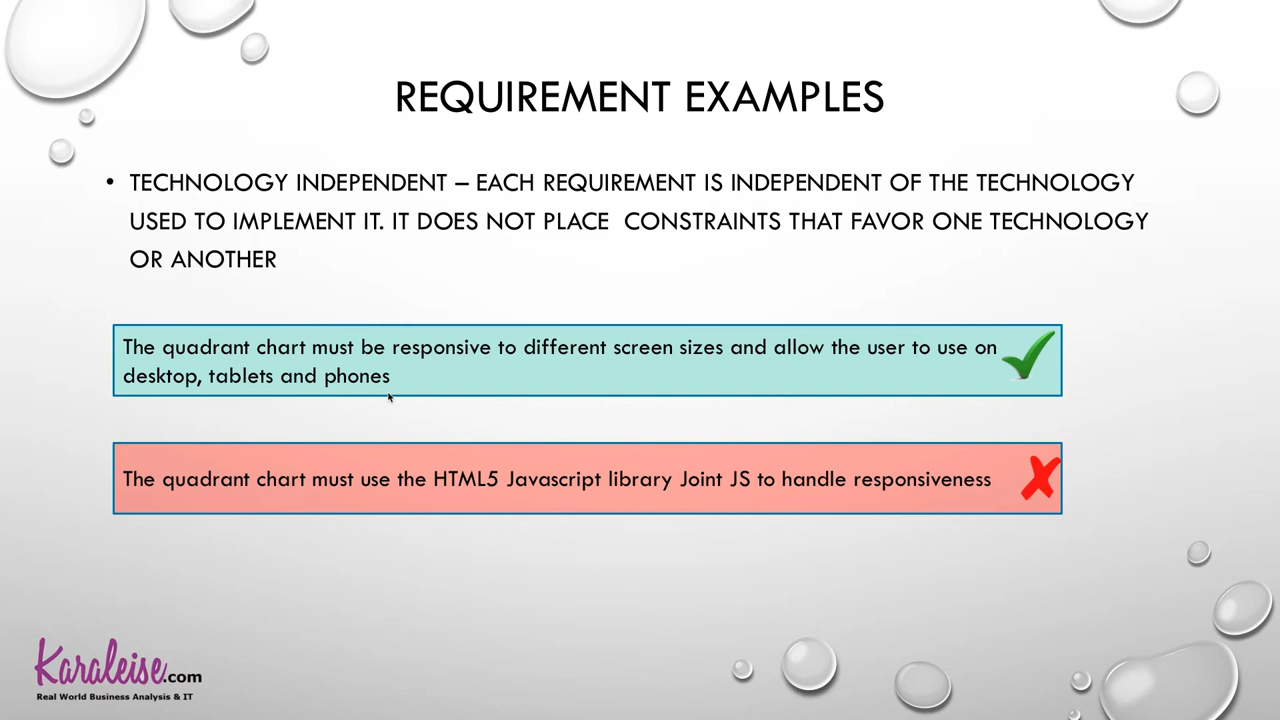 REQUIREMENT EXAMPLES
• TECHNOLOGY INDEPENDENT – EACH REQUIREMENT IS INDEPENDENT OF THE TECHNOLOGY
USED TO IMPLEMENT IT. IT DOES NOT PLACE CONSTRAINTS THAT FAVOR ONE TECHNOLOGY
OR ANOTHER
The quadrant chart must be responsive to different screen sizes and allow the user to use on
desktop, tablets and phones
The quadrant chart must use the HTML5 Javascript library Joint JS to handle responsiveness
Karaleise.com
Real World Business Analysis & IT